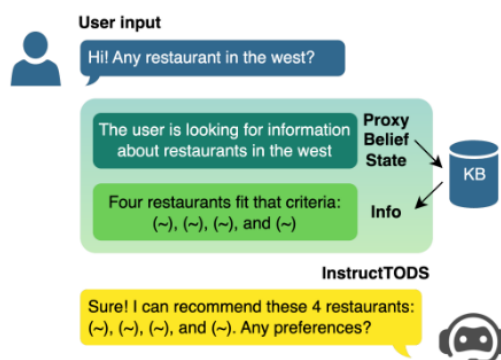 User input
Hi! Any restaurant in the west?
The user is looking for information
about restaurants in the west
Proxy
Belief
State
KB
Four restaurants fit that criteria:
(~), (~), (~), and (~)
Info
InstructTODS
Sure! I can recommend these 4 restaurants:
(~), (~), (~), and (~). Any preferences?